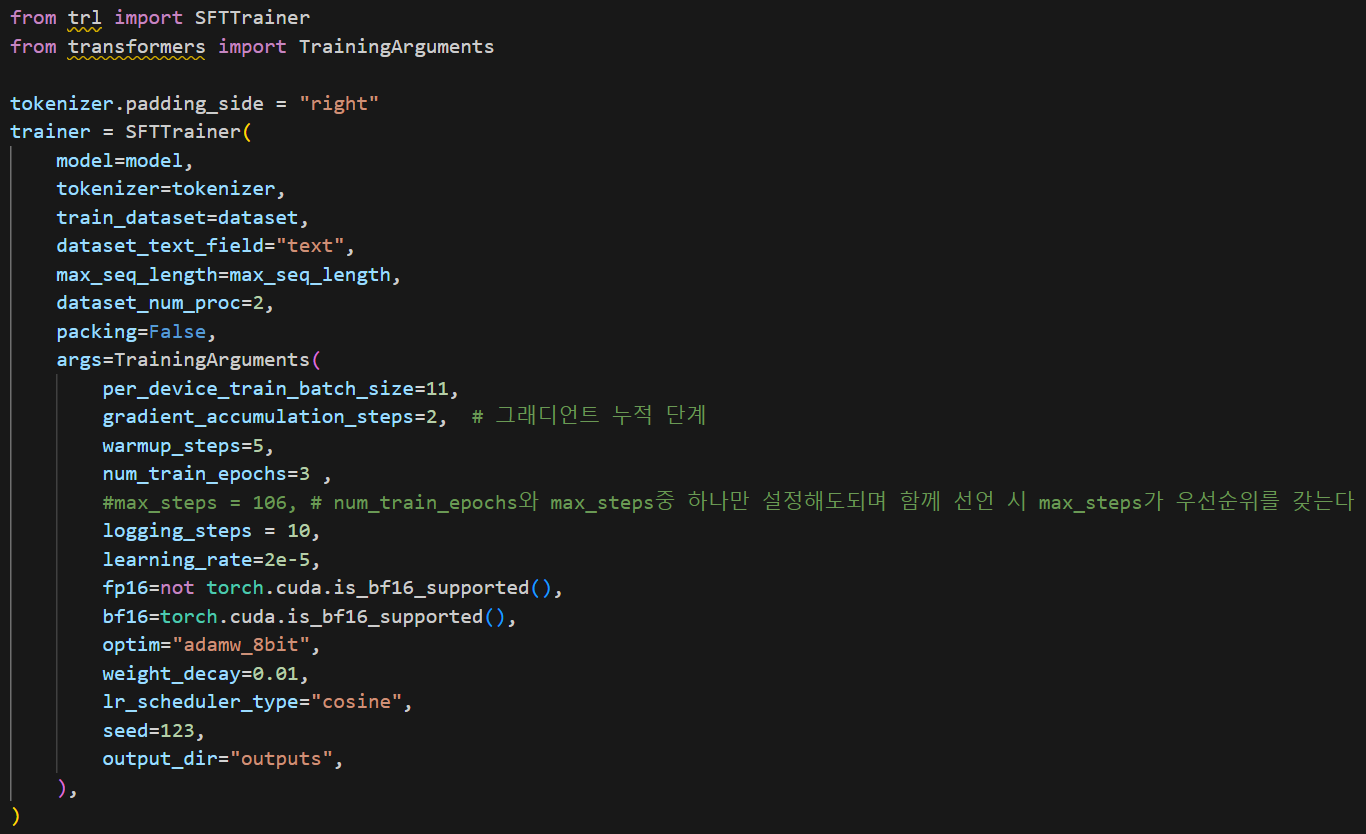 from trl import SFTTrainer
from transformers import TrainingArguments
tokenizer.padding_side = "right"
trainer = SFTTrainer(
model=model,
tokenizer=tokenizer,
train_dataset=dataset,
dataset_text_field="text",
max_seq_length=max_seq_length,
dataset_num_proc=2,
packing=False,
args=TrainingArguments(
per_device_train_batch_size=11,
gradient_accumulation_steps=2,  # 그래디언트 누적 단계
warmup_steps=5,
num_train_epochs=3 ,
#max_steps = 106, # num_train_epochs와 max_steps중 하나만 설정해도되며 함께 선언 시 max_steps가 우선순위를 갖는다
logging_steps = 10,
learning_rate=2e-5,
fp16=not torch.cuda.is_bf16_supported(),
bf16=torch.cuda.is_bf16_supported(),
optim="adamw_8bit",
weight_decay=0.01,
lr_scheduler_type="cosine",
seed=123,
output_dir="outputs",
),
)